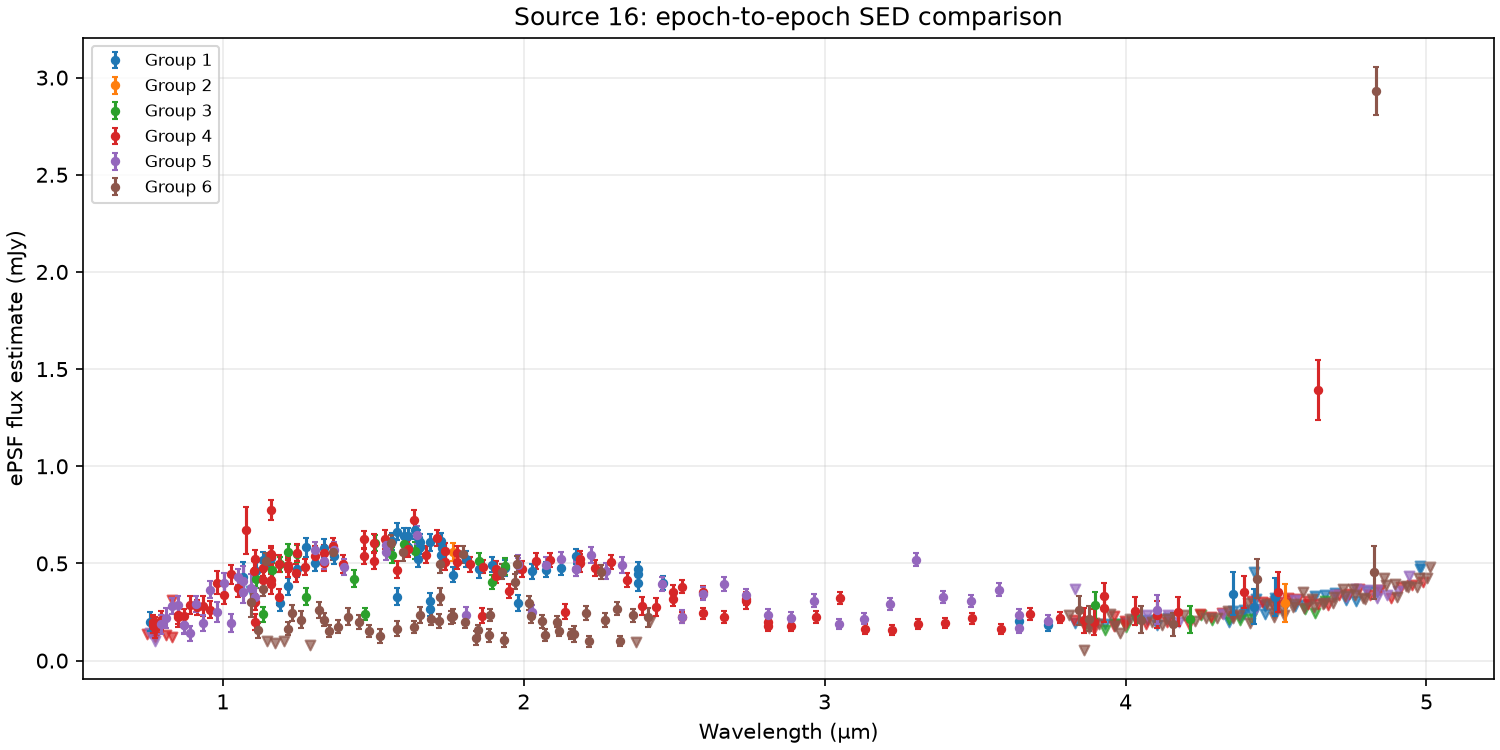 Source 16: epoch-to-epoch SED comparison
Group 1
Group 2
Group 3
Group 4
Group 5
Group 6
3.0
2.5
2.0
1.5
1.0
0.5
0.0
ePSF flux estimate (mJy)
1 2 3 4 5
Wavelength (μm)